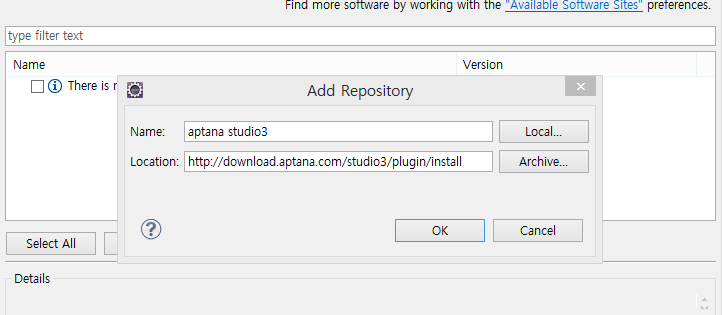 Find more software by working with the "Available Software Sites" preferences.
type filter text
Name Version
There is
Add Repository
Name: aptana studio3 Local...
Location: http://download.aptana.com/studio3/plugin/install Archive...
OK Cancel
Select All
Details